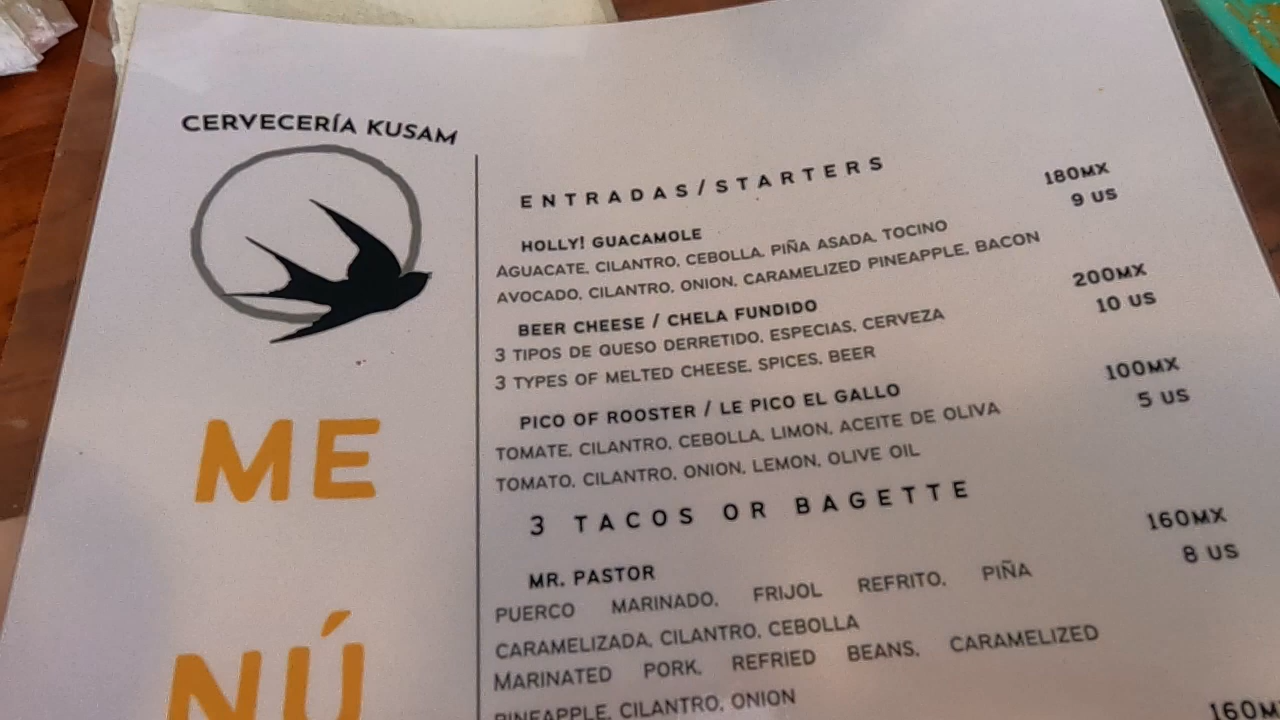 CERVECERÍA KUSAM
ME
NÚ
ENTRADAS/STARTERS
HOLLY! GUACAMOLE 180MX
AGUACATE, CILANTRO, CEBOLLA, PIÑA ASADA, TOCINO 9 US
AVOCADO, CILANTRO, ONION, CARAMELIZED PINEAPPLE, BACON
BEER CHEESE / CHELA FUNDIDO 200MX
3 TIPOS DE QUESO DERRETIDO, ESPECIAS, CERVEZA 10 US
3 TYPES OF MELTED CHEESE, SPICES, BEER
PICO OF ROOSTER / LE PICO EL GALLO 100MX
TOMATE, CILANTRO, CEBOLLA, LIMON, ACEITE DE OLIVA 5 US
TOMATO, CILANTRO, ONION, LEMON, OLIVE OIL
3 TACOS OR BAGETTE
MR. PASTOR 160MX
PUERCO MARINADO, FRIJOL REFRITO, PIÑA 8 US
CARAMELIZADA, CILANTRO, CEBOLLA
MARINATED PORK, REFRIED BEANS, CARAMELIZED
PINEAPPLE, CILANTRO, ONION
160M